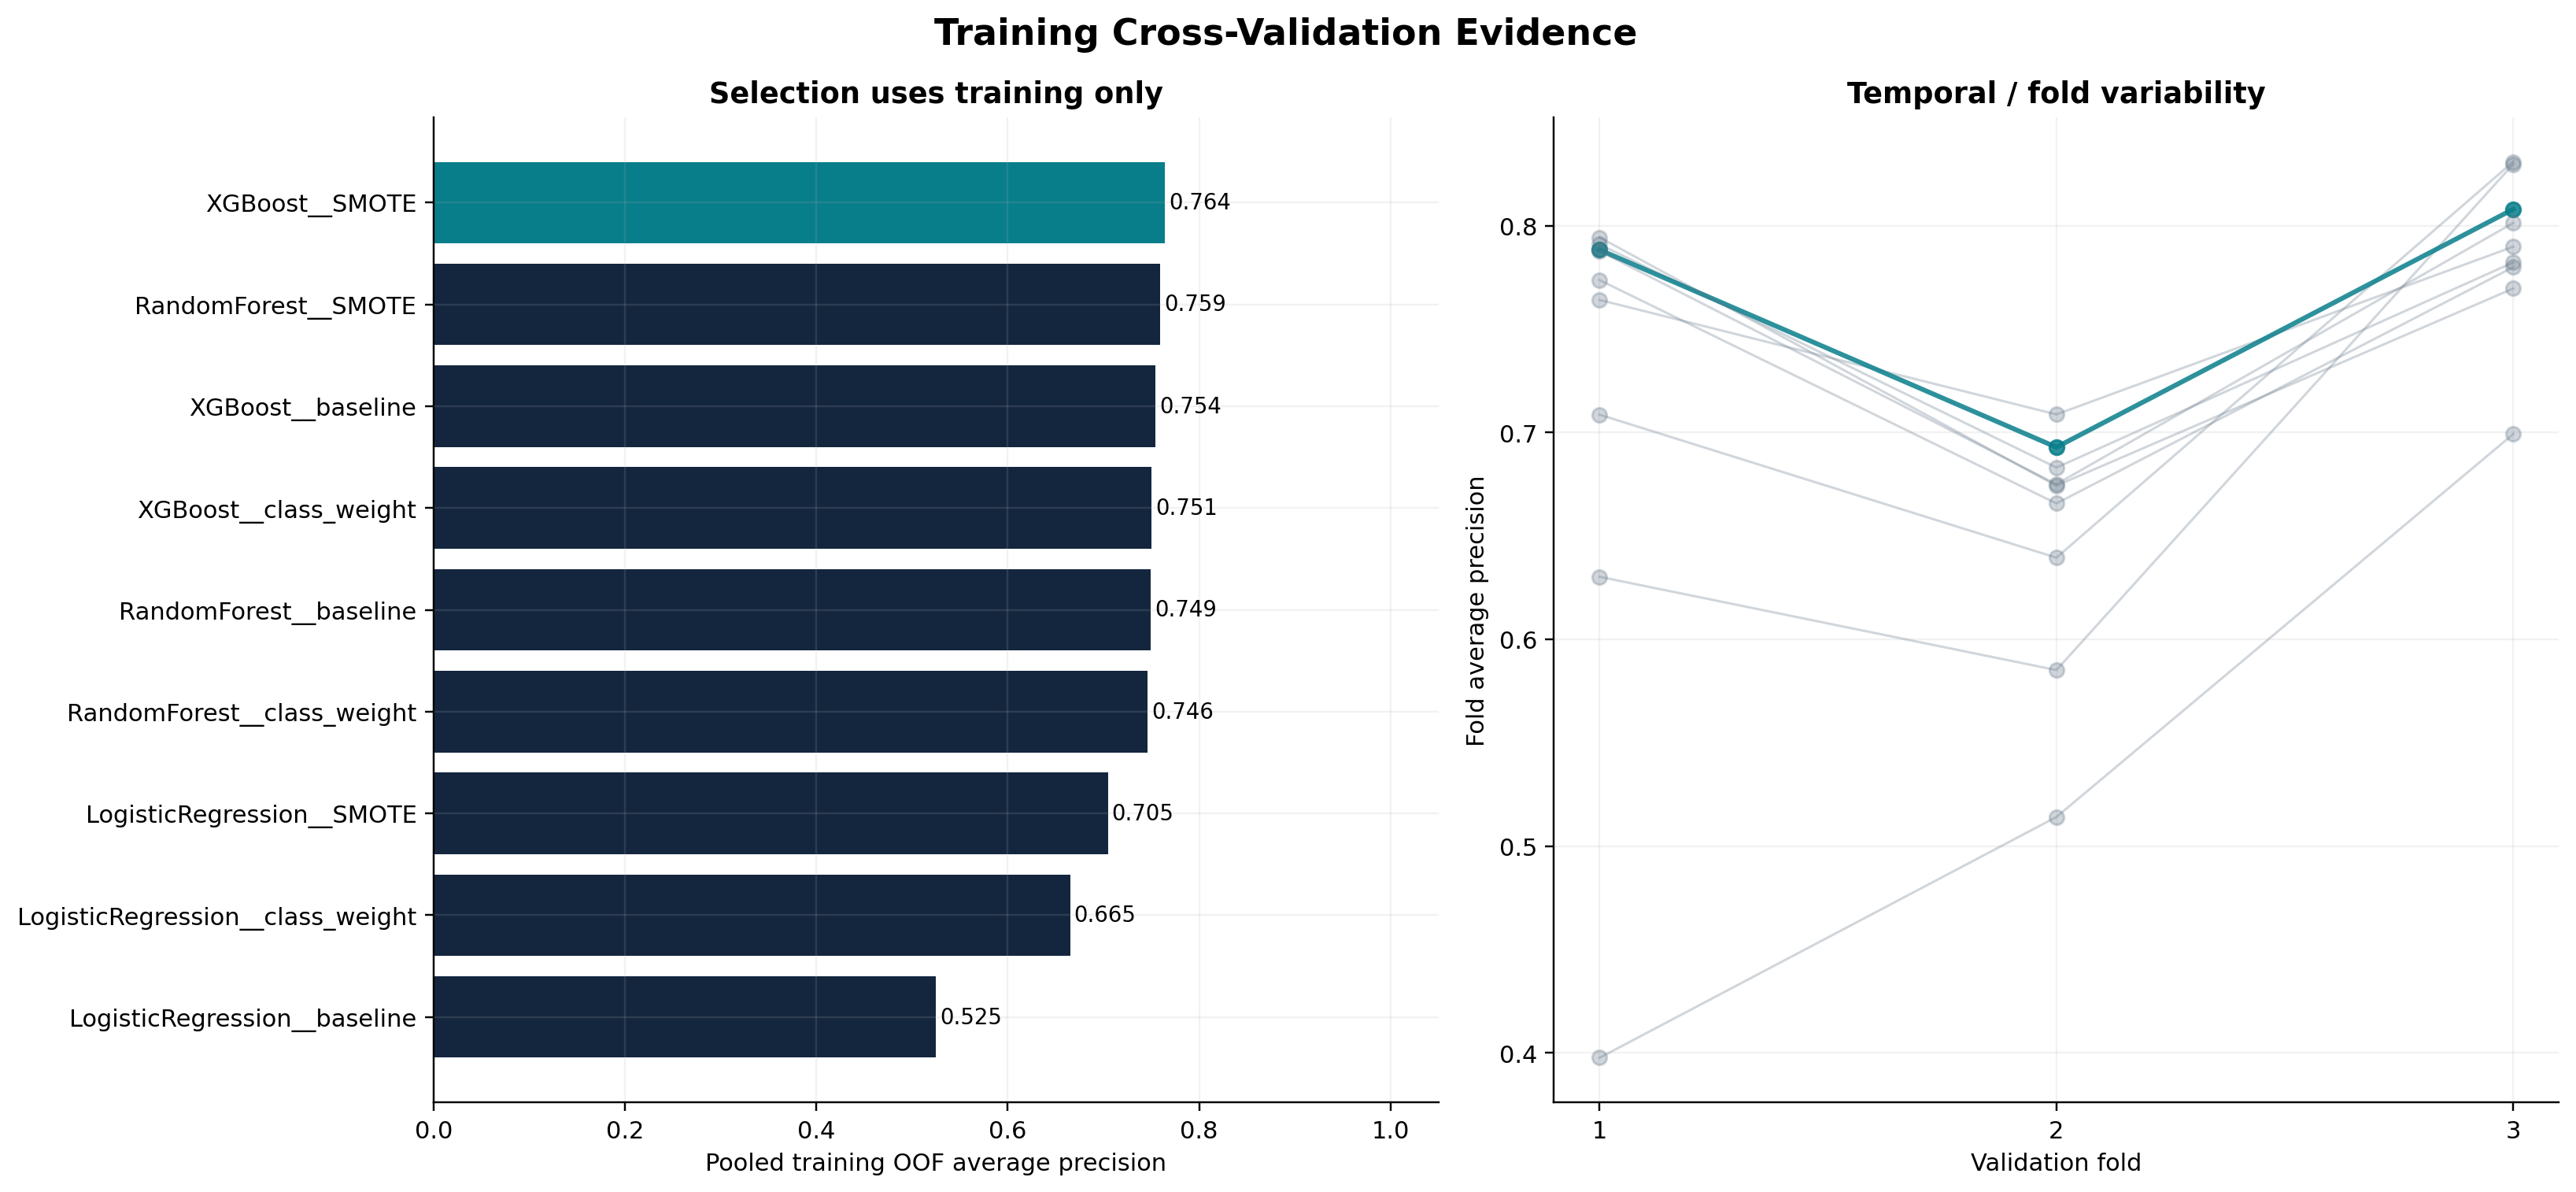 Training Cross-Validation Evidence
Selection uses training only
XGBoost__SMOTE
0.764
RandomForest__SMOTE
0.759
XGBoost__baseline
0.754
XGBoost__class_weight
0.751
RandomForest__baseline
0.749
RandomForest__class_weight
0.746
LogisticRegression__SMOTE
0.705
LogisticRegression__class_weight
0.665
LogisticRegression__baseline
0.525
0.0 0.2 0.4 0.6 0.8 1.0
Pooled training OOF average precision
Temporal / fold variability
Fold average precision
0.8
0.7
0.6
0.5
0.4
1 2 3
Validation fold